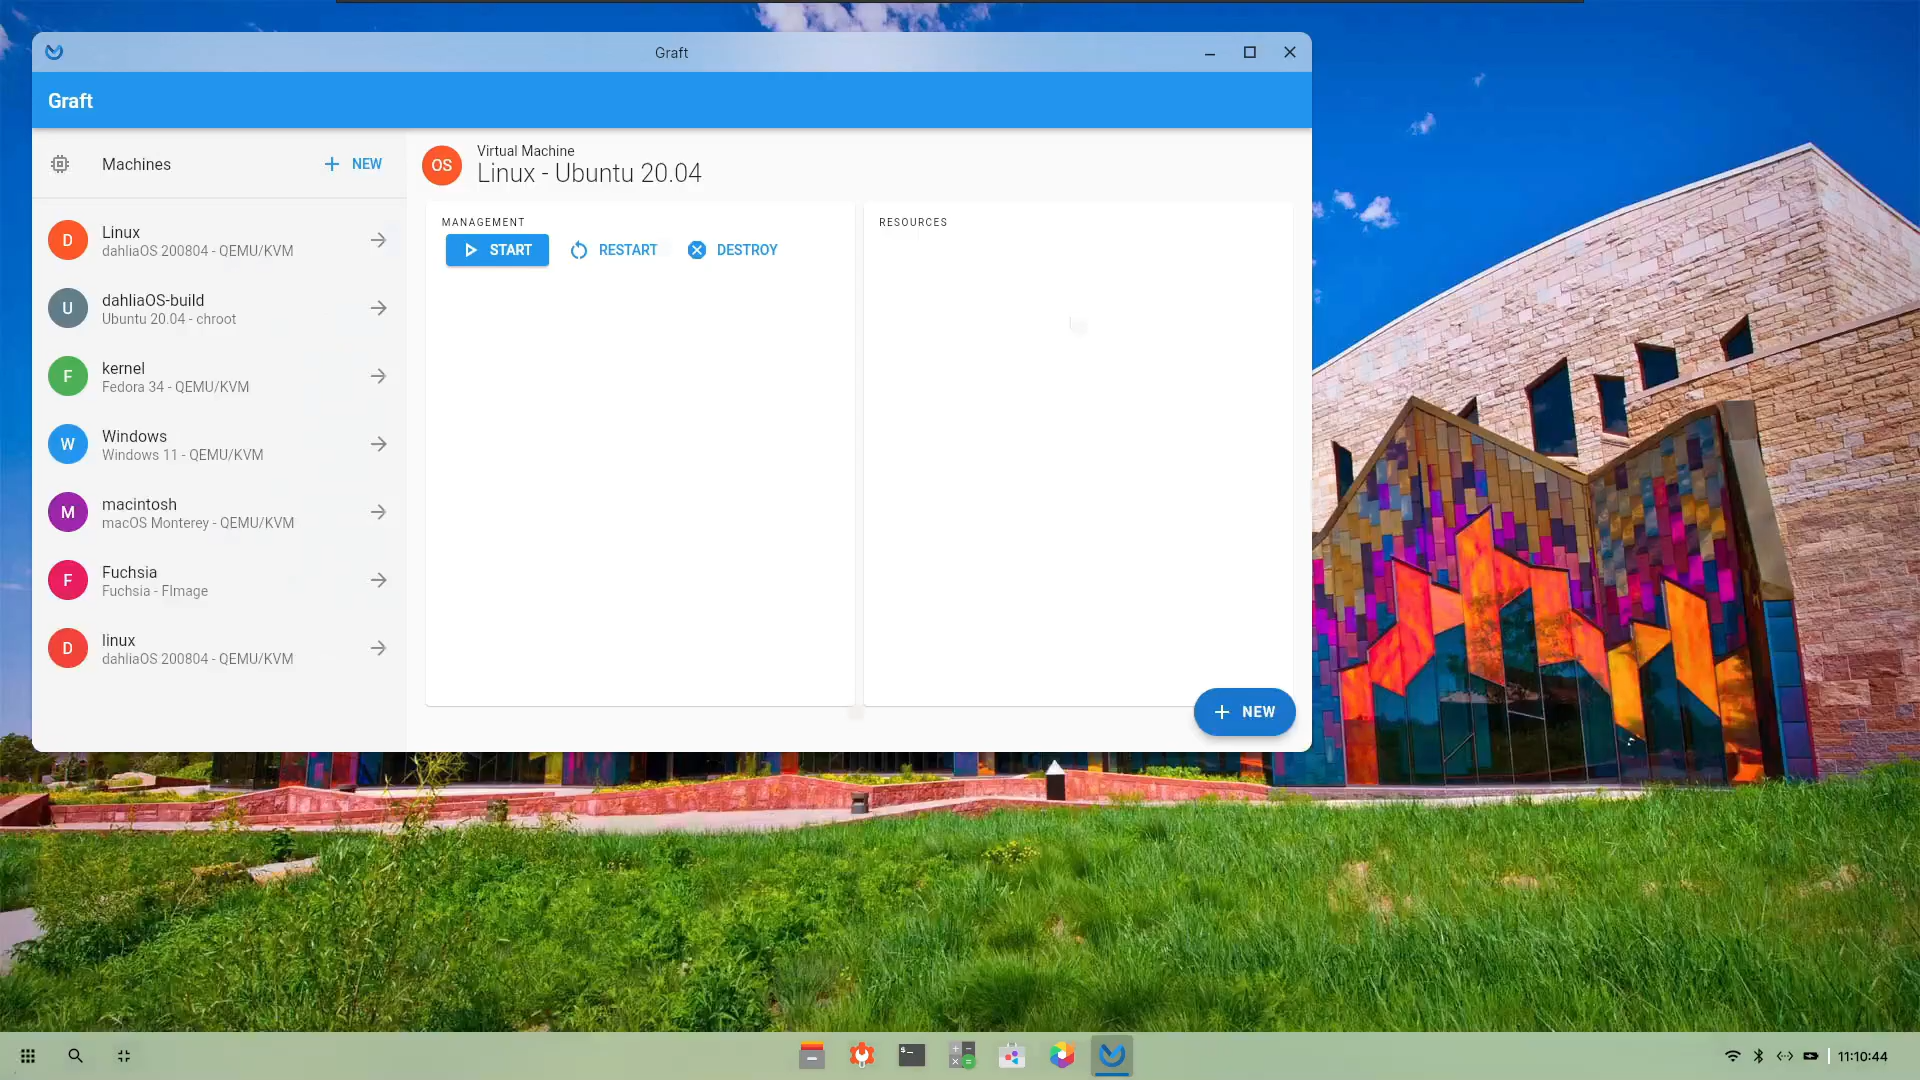 Graft
Graft
Machines
NEW
D
Linux
dahliaOS 200804 - QEMU/KVM
U
dahliaOS-build
Ubuntu 20.04 - chroot
F
kernel
Fedora 34 - QEMU/KVM
W
Windows
Windows 11 - QEMU/KVM
M
macintosh
macOS Monterey - QEMU/KVM
F
Fuchsia
Fuchsia - FImage
D
linux
dahliaOS 200804 - QEMU/KVM
OS
Virtual Machine
Linux - Ubuntu 20.04
MANAGEMENT
START
RESTART
DESTROY
RESOURCES
NEW
11:10:44